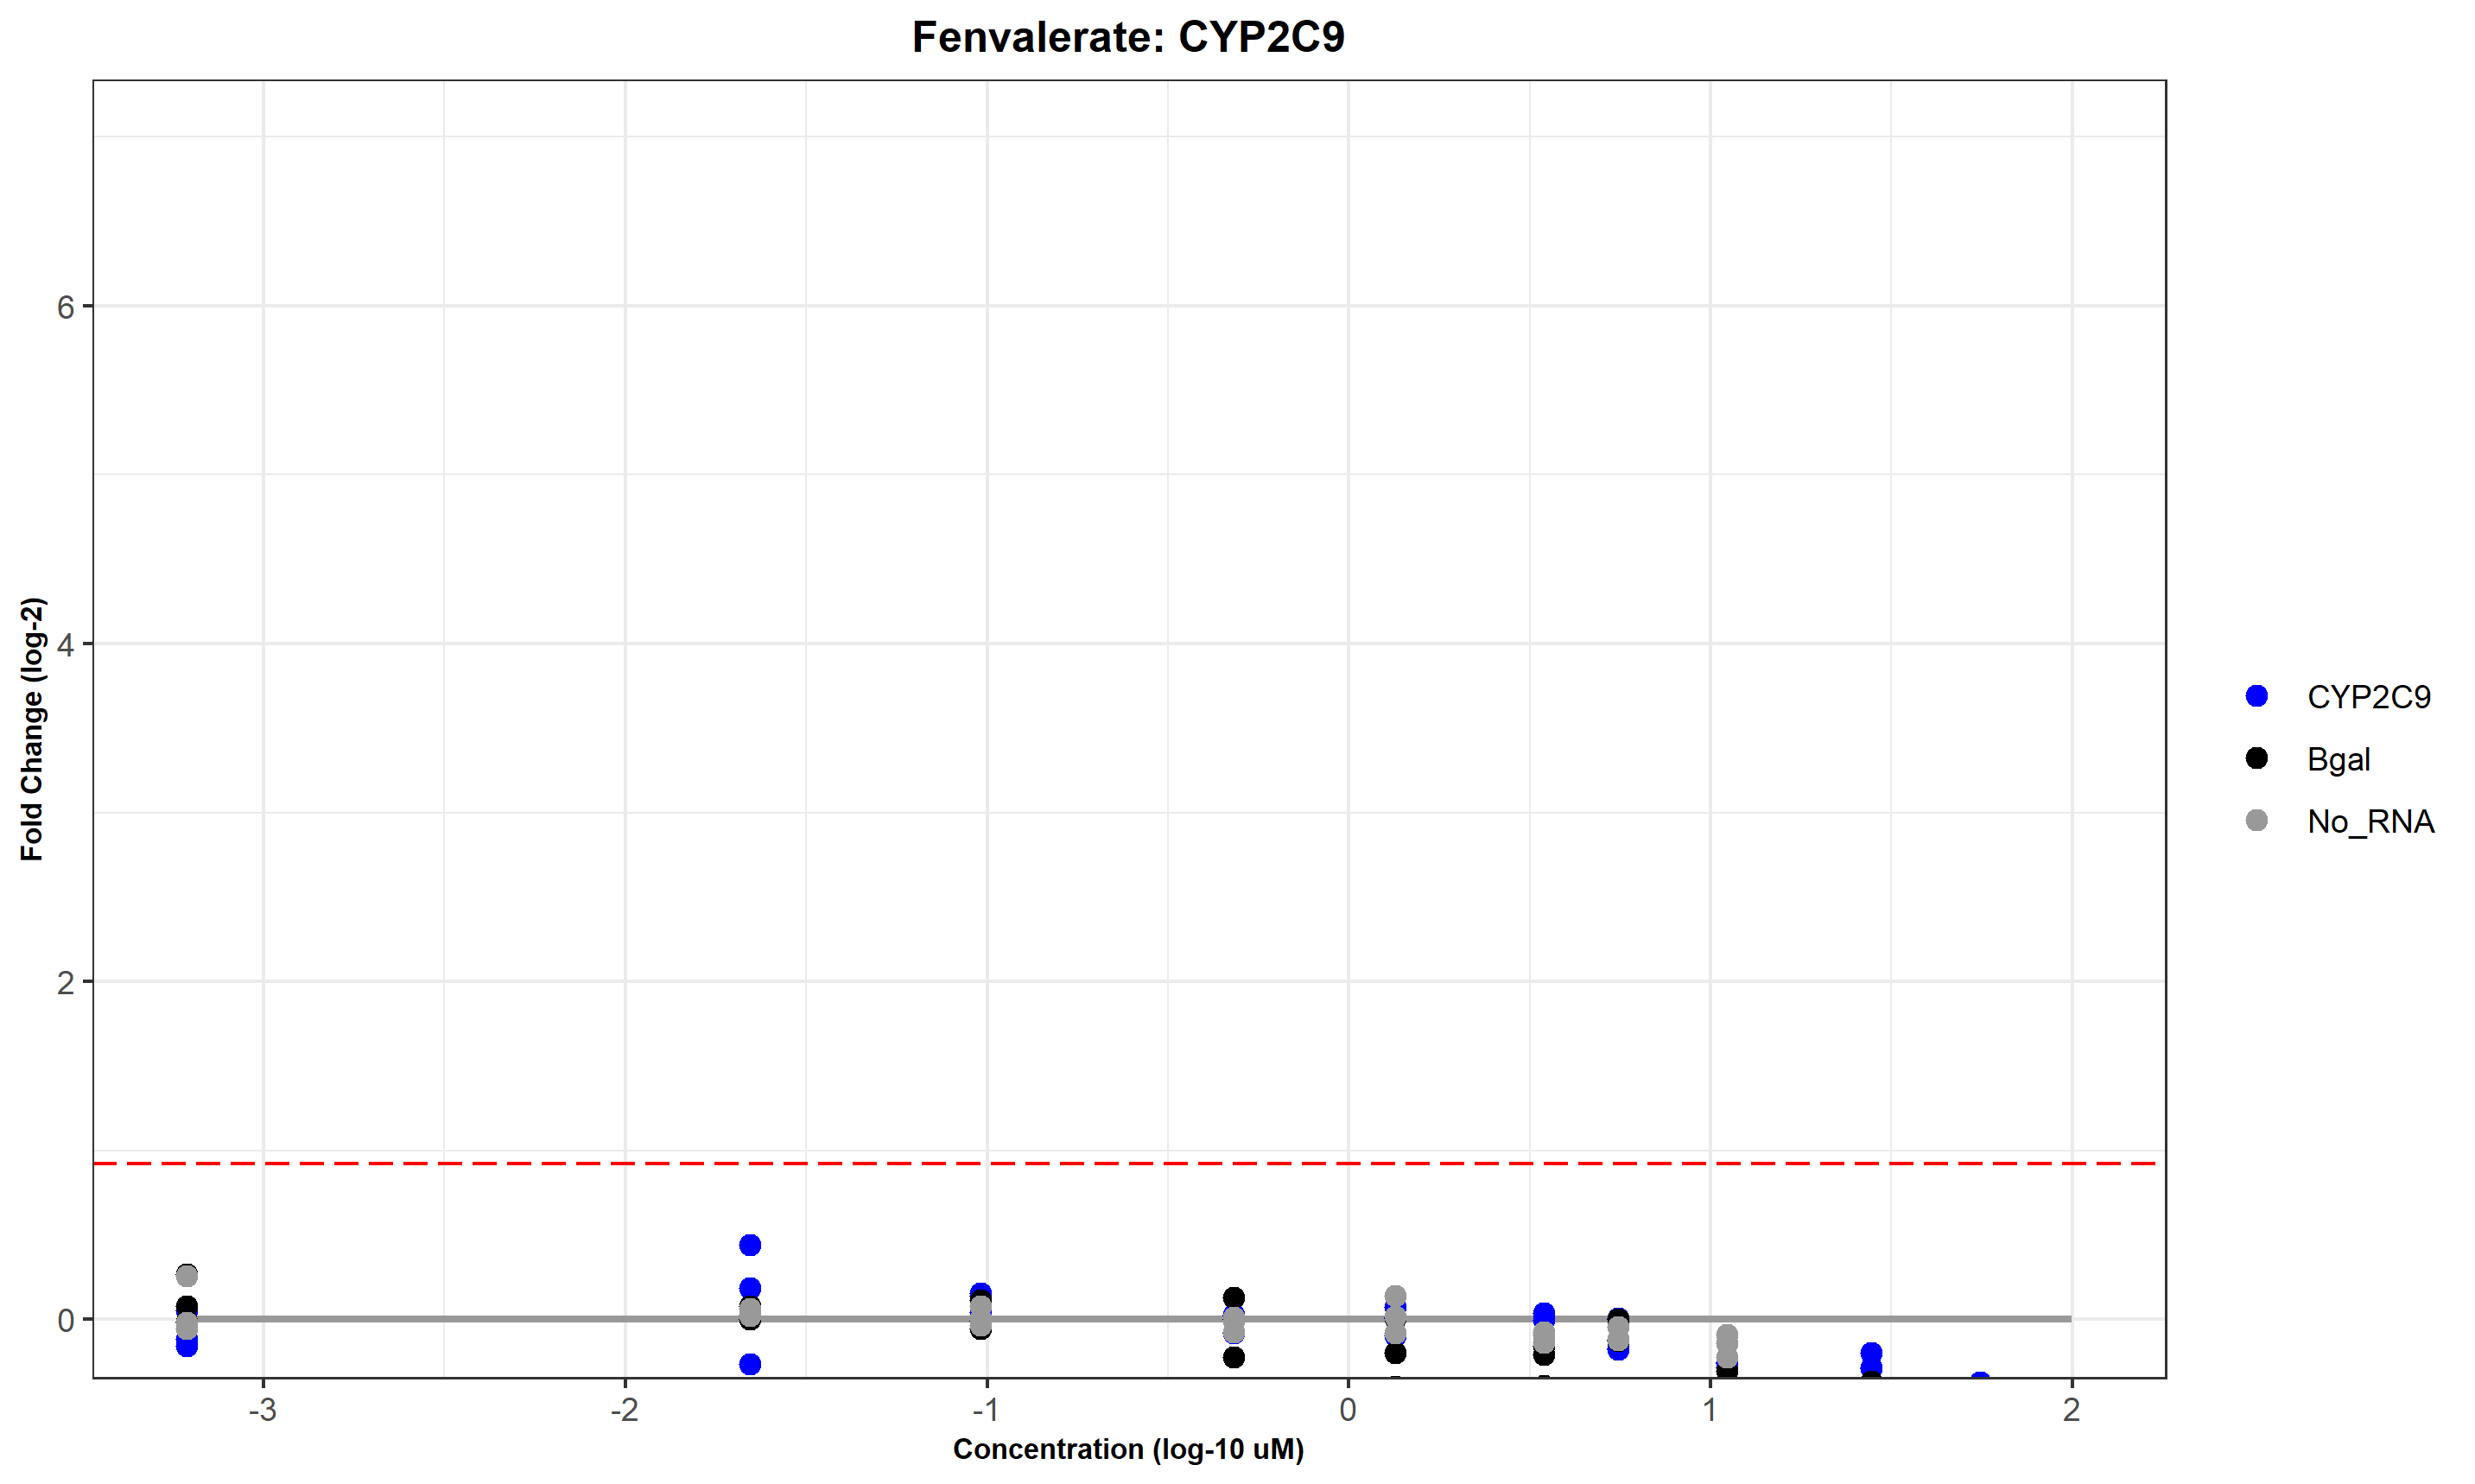 Fenvalerate: CYP2C9
Fold Change (log-2)
6
4
2
0
-3
-2
-1
0
1
2
Concentration (log-10 uM)
CYP2C9
Bgal
No_RNA